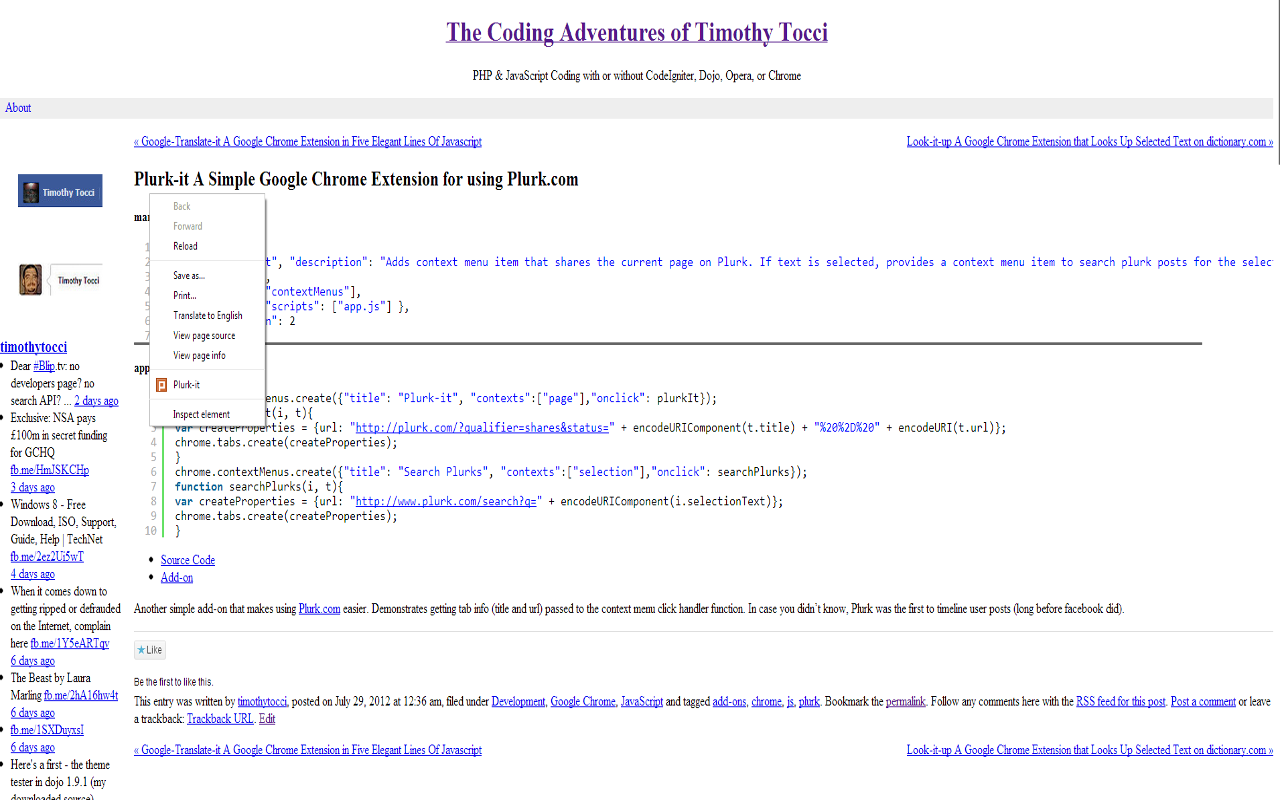 The Coding Adventures of Timothy Tocci
PHP & JavaScript Coding with or without CodeIgniter, Dojo, Opera, or Chrome
About
« Google-Translate-it A Google Chrome Extension in Five Elegant Lines Of Javascript
Look-it-up A Google Chrome Extension that Looks Up Selected Text on dictionary.com »
Timothy Tocci
Timothy Tocci
timothytocci
Dear #Blip.tv: no
developers page? no
search API? ... 2 days ago
Exclusive: NSA pays
£100m in secret funding
for GCHQ
fb.me/HmJSKCHp
3 days ago
Windows 8 - Free
Download, ISO, Support,
Guide, Help | TechNet
fb.me/2ez2Ui5wT
4 days ago
When it comes down to
getting ripped or defrauded
on the Internet, complain
here fb.me/1Y5eARTqv
6 days ago
The Beast by Laura
Marling fb.me/2hA16hw4t
6 days ago
fb.me/1SXDuyxsI
6 days ago
Here's a first - the theme
tester in dojo 1.9.1 (my
downloaded source)
Plurk-it A Simple Google Chrome Extension for using Plurk.com
Back
Forward
Reload
Save as...
Print...
Translate to English
View page source
View page info
Plurk-it
Inspect element
1
2 t", "description": "Adds context menu item that shares the current page on Plurk. If text is selected, provides a context menu item to search plurk posts for the selec
3 ,
4 "contextMenus"],
5 "scripts": ["app.js"] },
6 n": 2
7
app
nus.create({"title": "Plurk-it", "contexts":["page"],"onclick": plurkIt});
t(i, t){
3 var createProperties = {url: "http://plurk.com/?qualifier=shares&status=" + encodeURIComponent(t.title) + "%20%2D%20" + encodeURI(t.url)};
4 chrome.tabs.create(createProperties);
5 }
6 chrome.contextMenus.create({"title": "Search Plurks", "contexts":["selection"],"onclick": searchPlurks});
7 function searchPlurks(i, t){
8 var createProperties = {url: "http://www.plurk.com/search?q=" + encodeURIComponent(i.selectionText)};
9 chrome.tabs.create(createProperties);
10 }
Source Code
Add-on
Another simple add-on that makes using Plurk.com easier. Demonstrates getting tab info (title and url) passed to the context menu click handler function. In case you didn't know, Plurk was the first to timeline user posts (long before facebook did).
Like
Be the first to like this.
This entry was written by timothytocci, posted on July 29, 2012 at 12:36 am, filed under Development, Google Chrome, JavaScript and tagged add-ons, chrome, js, plurk. Bookmark the permalink. Follow any comments here with the RSS feed for this post. Post a comment or leave
a trackback: Trackback URL. Edit
« Google-Translate-it A Google Chrome Extension in Five Elegant Lines Of Javascript
Look-it-up A Google Chrome Extension that Looks Up Selected Text on dictionary.com »